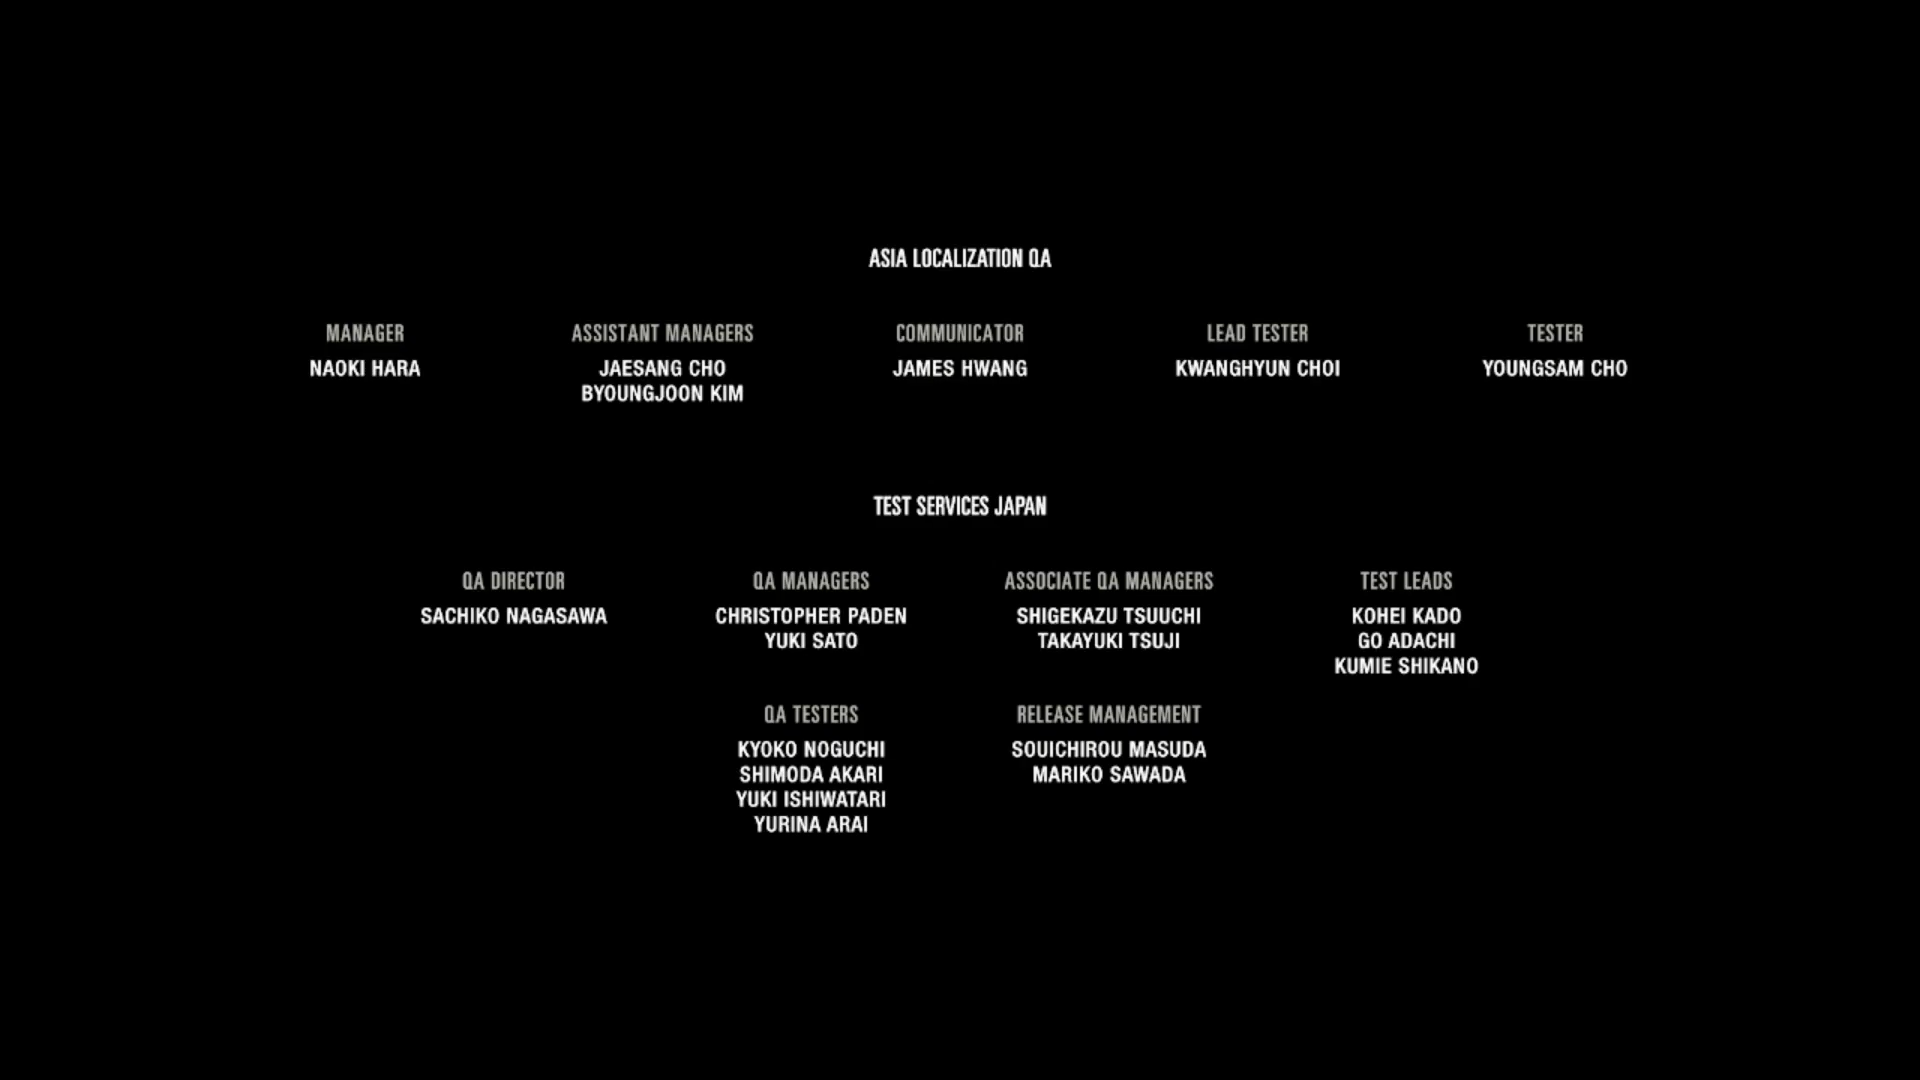 ASIA LOCALIZATION QA
MANAGER
NAOKI HARA
ASSISTANT MANAGERS
JAESANG CHO
BYOUNGJOON KIM
COMMUNICATOR
JAMES HWANG
LEAD TESTER
KWANGHYUN CHOI
TESTER
YOUNGSAM CHO
TEST SERVICES JAPAN
QA DIRECTOR
SACHIKO NAGASAWA
QA MANAGERS
CHRISTOPHER PADEN
YUKI SATO
ASSOCIATE QA MANAGERS
SHIGEKAZU TSUUCHI
TAKAYUKI TSUJI
TEST LEADS
KOHEI KADO
GO ADACHI
KUMIE SHIKANO
QA TESTERS
KYOKO NOGUCHI
SHIMODA AKARI
YUKI ISHIWATARI
YURINA ARAI
RELEASE MANAGEMENT
SOUICHIROU MASUDA
MARIKO SAWADA